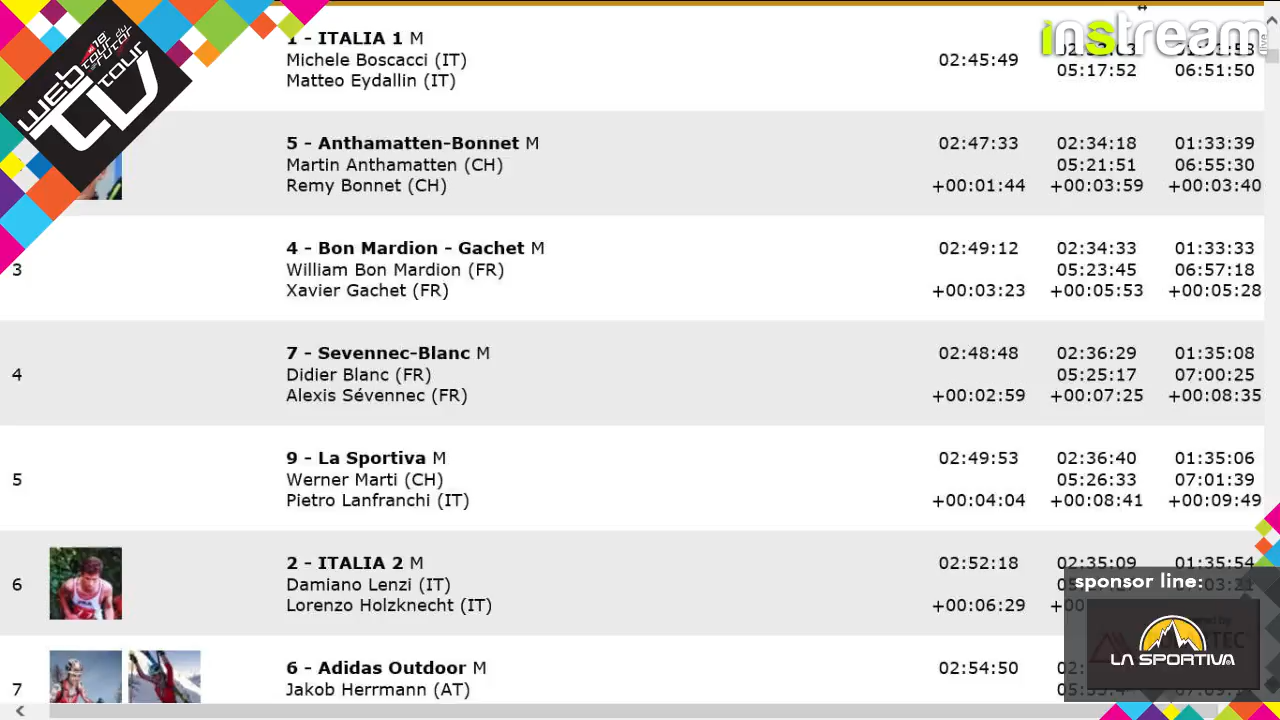 web tv tour
tour du rutor
instream
live
1 - ITALIA 1 M
Michele Boscacci (IT)
Matteo Eydallin (IT)
02:45:49
05:17:52
06:51:50
5 - Anthamatten-Bonnet M
Martin Anthamatten (CH)
Remy Bonnet (CH)
02:47:33 02:34:18 01:33:39
05:21:51 06:55:30
+00:01:44 +00:03:59 +00:03:40
3
4 - Bon Mardion - Gachet M
William Bon Mardion (FR)
Xavier Gachet (FR)
02:49:12 02:34:33 01:33:33
05:23:45 06:57:18
+00:03:23 +00:05:53 +00:05:28
4
7 - Sevennec-Blanc M
Didier Blanc (FR)
Alexis Sévennec (FR)
02:48:48 02:36:29 01:35:08
05:25:17 07:00:25
+00:02:59 +00:07:25 +00:08:35
5
9 - La Sportiva M
Werner Marti (CH)
Pietro Lanfranchi (IT)
02:49:53 02:36:40 01:35:06
05:26:33 07:01:39
+00:04:04 +00:08:41 +00:09:49
6
2 - ITALIA 2 M
Damiano Lenzi (IT)
Lorenzo Holzknecht (IT)
02:52:18 02:35:09 01:35:54
+00:06:29
7
6 - Adidas Outdoor M
Jakob Herrmann (AT)
02:54:50
sponsor line:
LA SPORTIVA